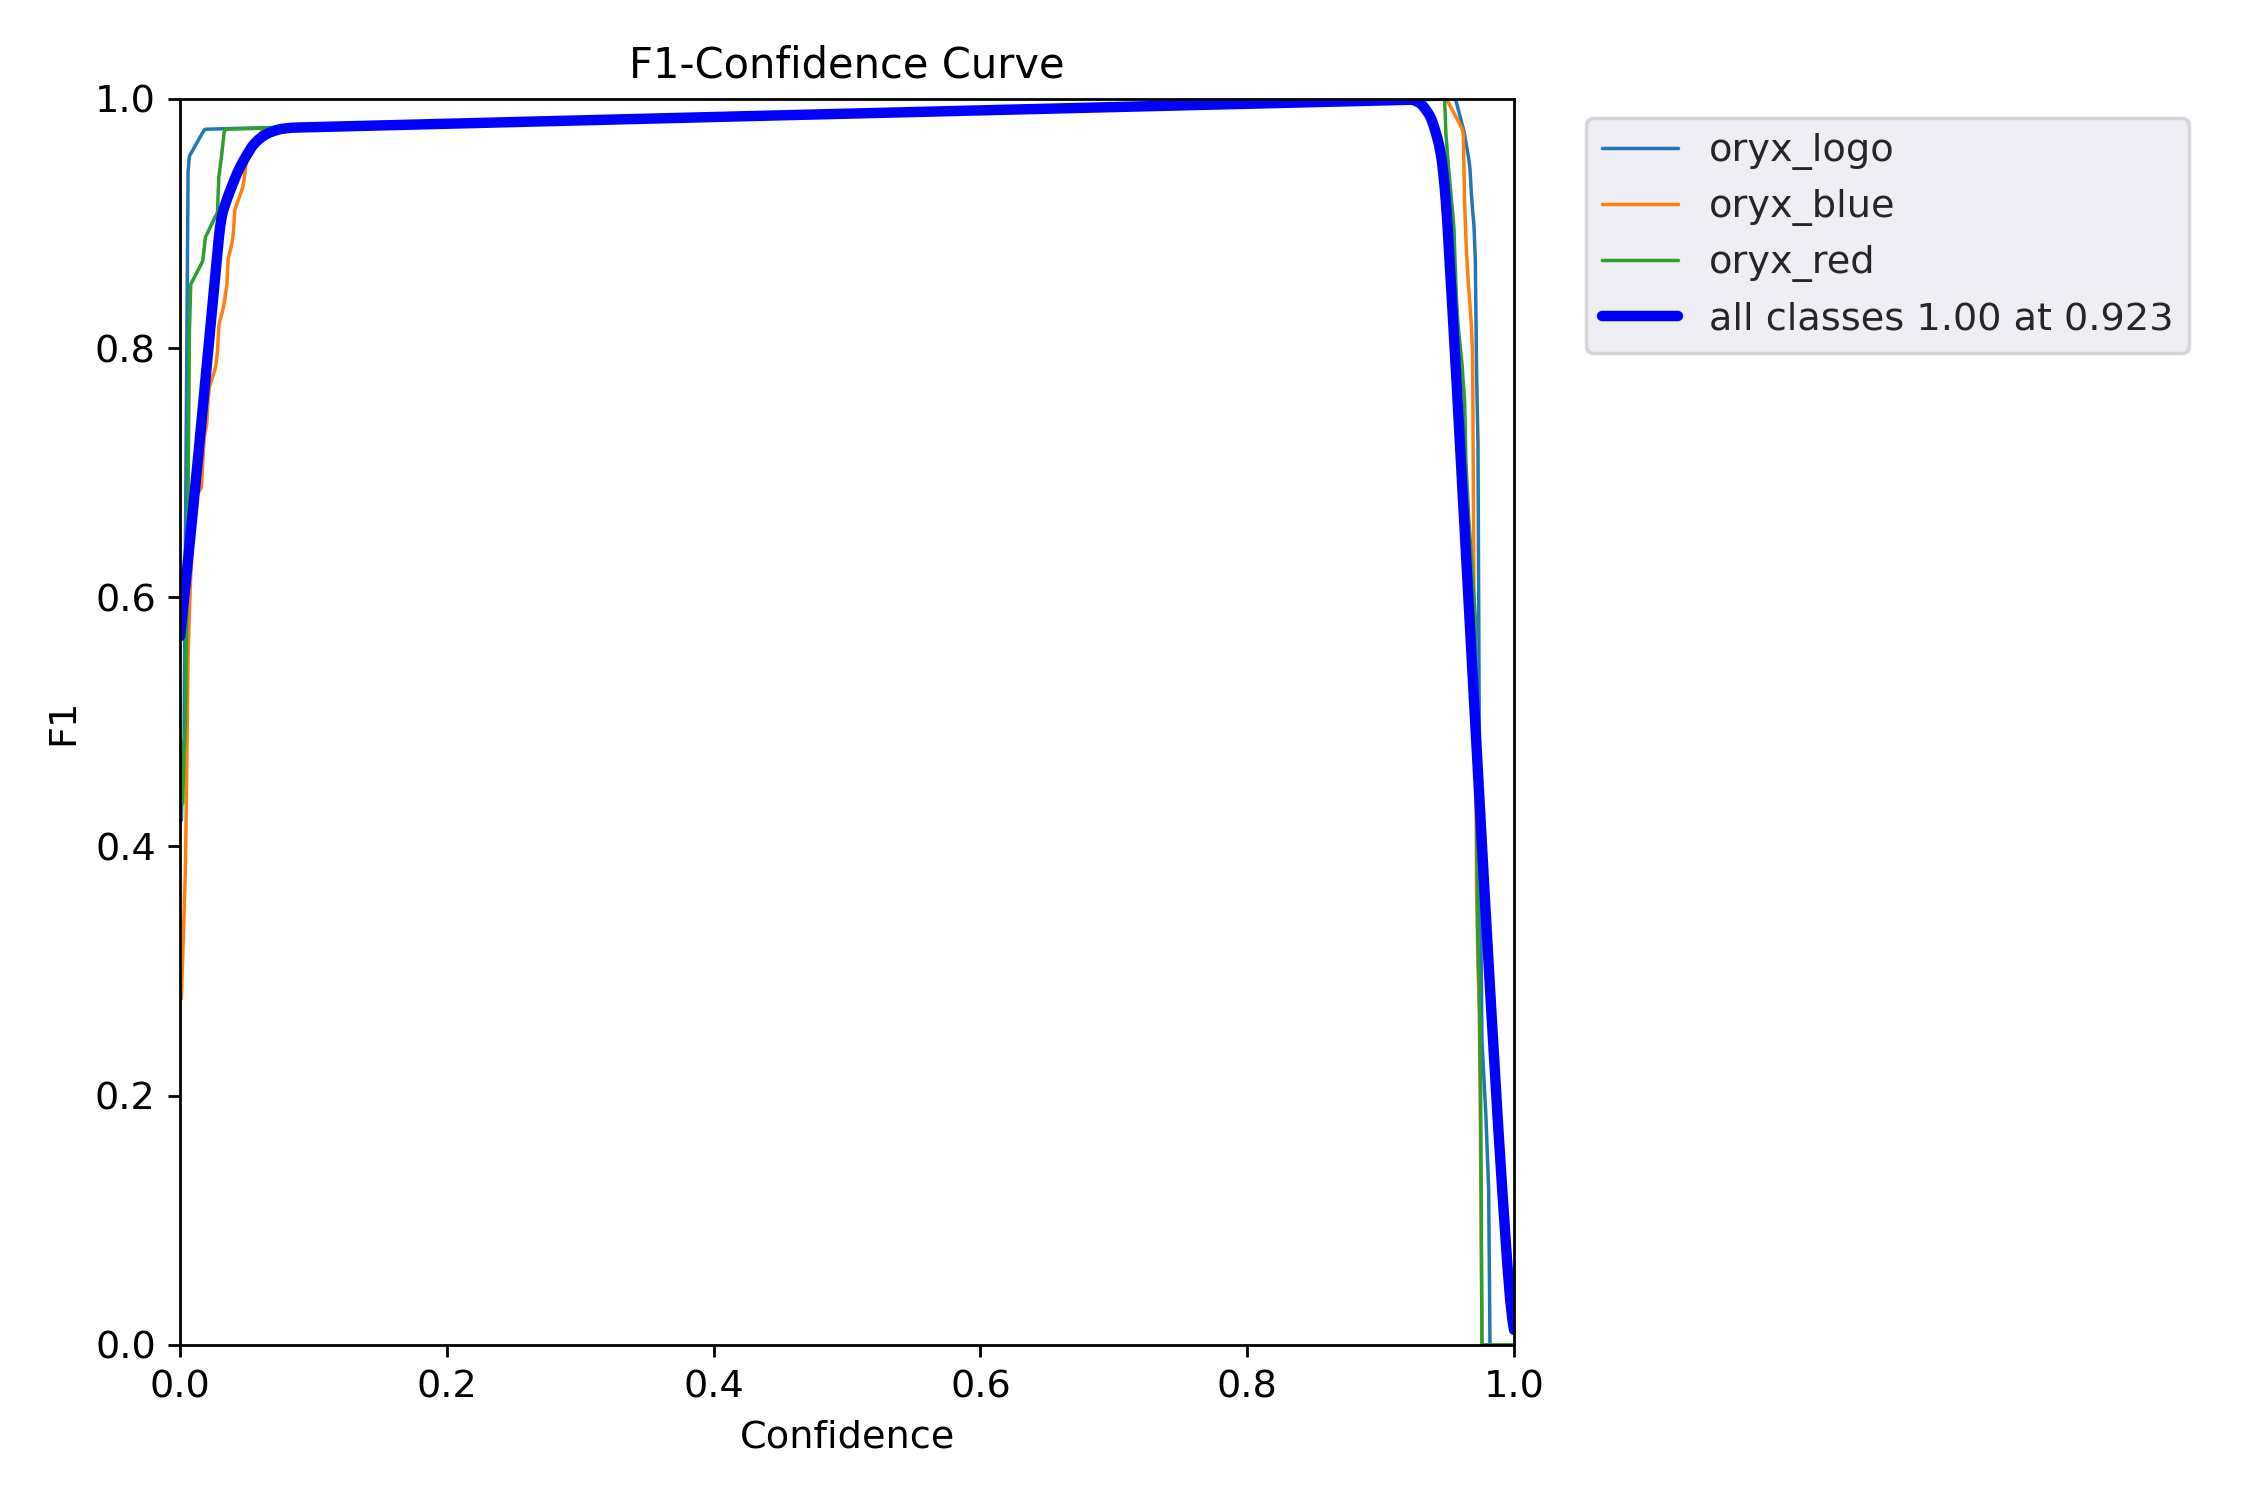 F1-Confidence Curve
1.0
0.8
0.6
0.4
0.2
0.0
F1
0.0 0.2 0.4 0.6 0.8 1.0
Confidence
oryx_logo
oryx_blue
oryx_red
all classes 1.00 at 0.923